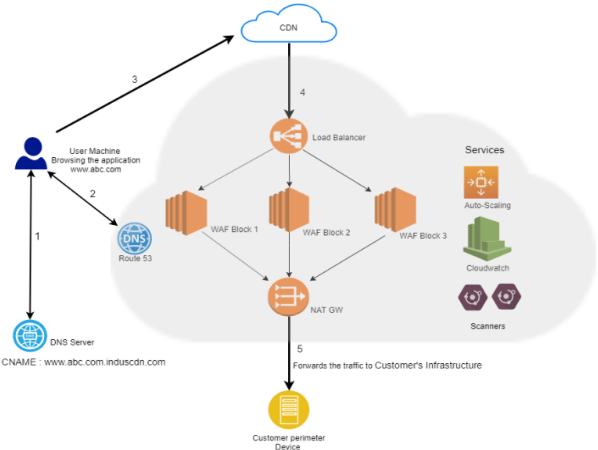 CDN
3
4
Load Balancer
Services
User Machine
Browsing the application
www.abc.com
Auto-Scaling
2
1
DNS
Route 53
WAF Block 1
WAF Block 2
WAF Block 3
Cloudwatch
NAT GW
Scanners
DNS Server
CNAME : www.abc.com.induscdn.com
5
Forwards the traffic to Customer's Infrastructure
Customer perimeter
Device